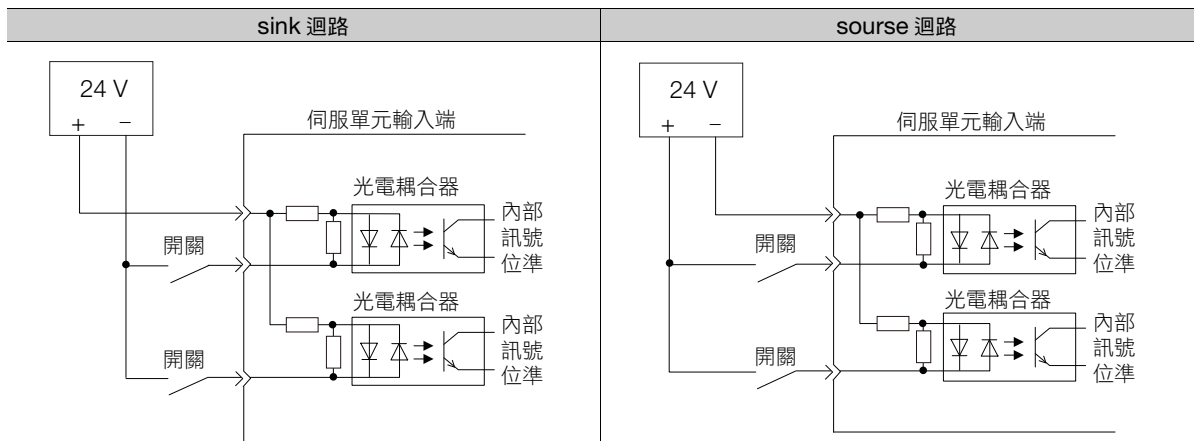 sink 迴路
24 V
+ −
伺服單元輸入端
光電耦合器
開關
內部
訊號
位準
光電耦合器
開關
內部
訊號
位準
sourse 迴路
24 V
+ −
伺服單元輸入端
光電耦合器
開關
內部
訊號
位準
光電耦合器
開關
內部
訊號
位準